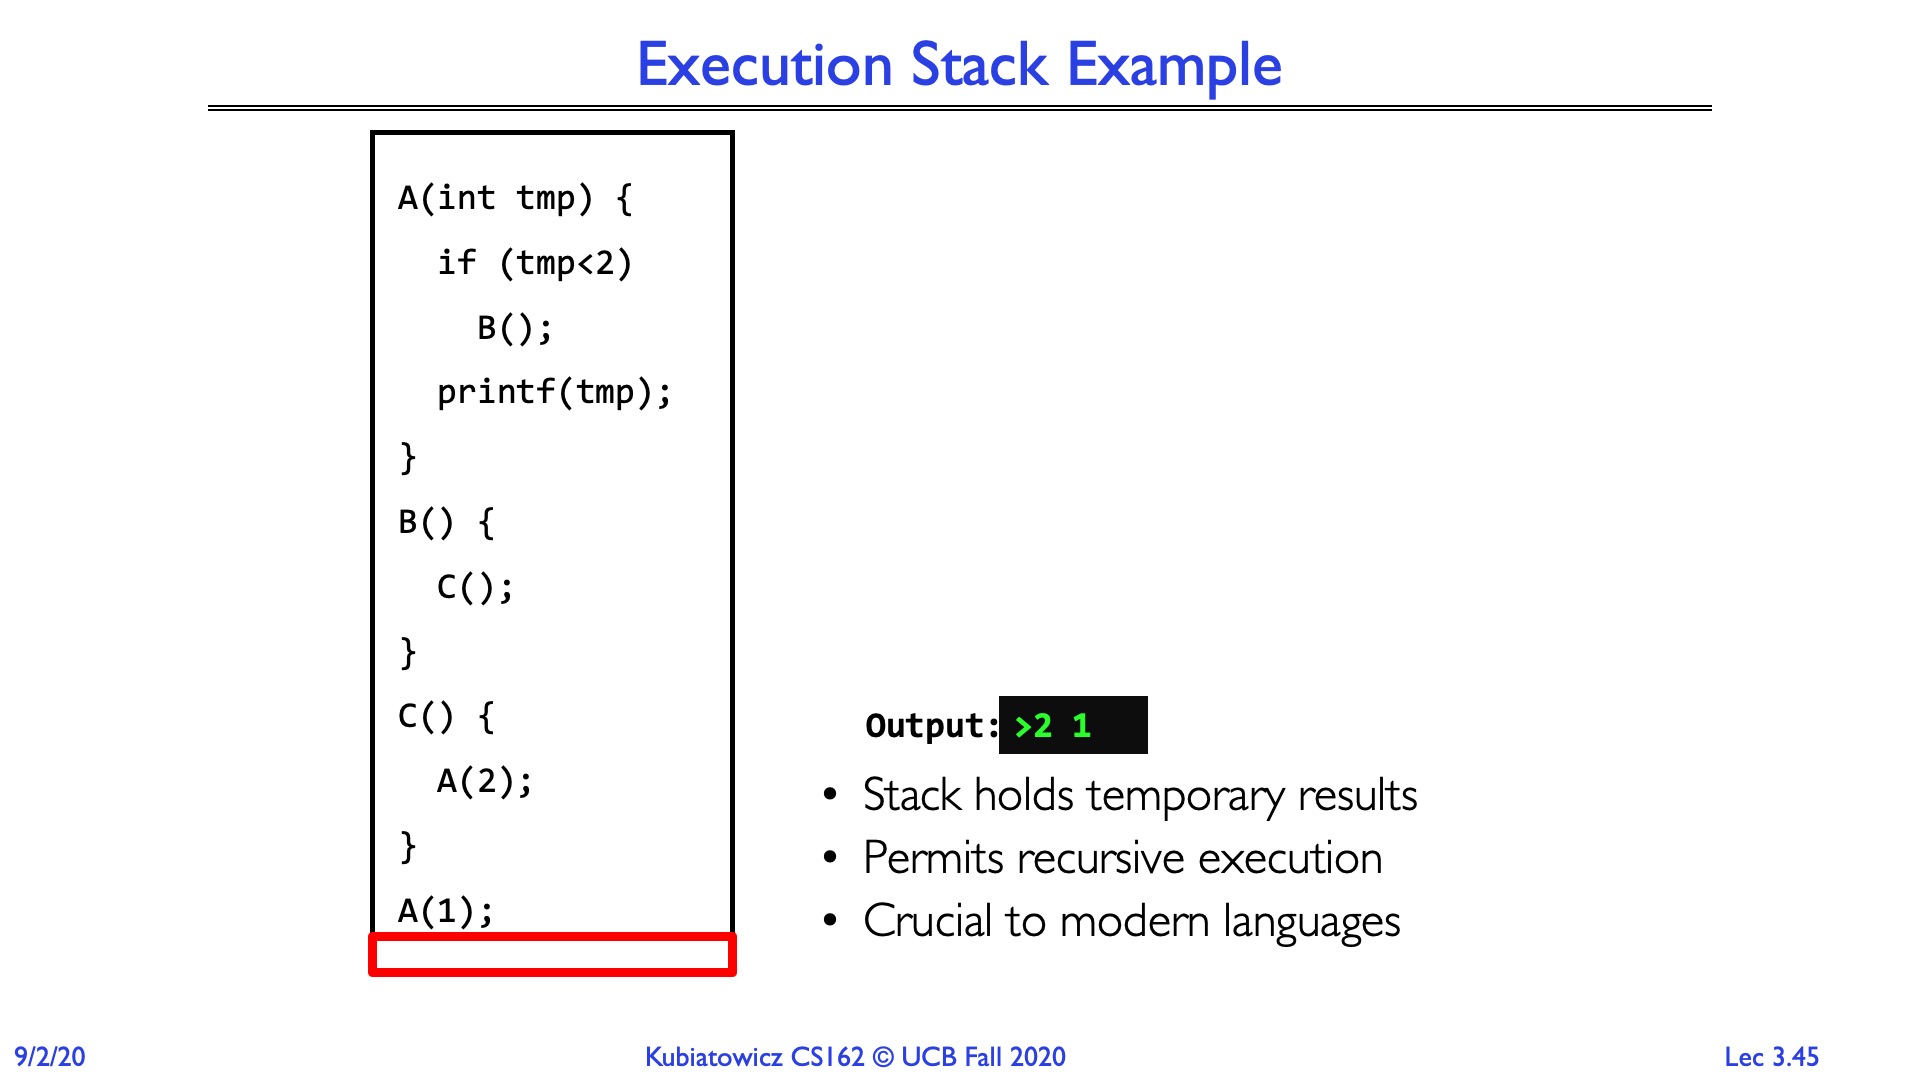 Execution Stack Example
A(int tmp) {
if (tmp<2)
B();
printf(tmp);
}
B() {
C();
}
C() {
A(2);
}
A(1);
Output: >2 1
• Stack holds temporary results
• Permits recursive execution
• Crucial to modern languages
9/2/20
Kubiatowicz CS162 © UCB Fall 2020
Lec 3.45